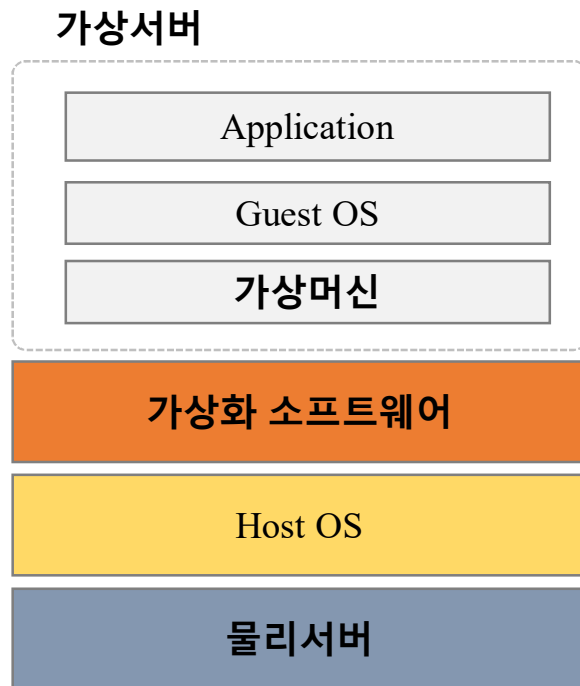 가상서버
Application
Guest OS
가상머신
가상화 소프트웨어
Host OS
물리서버